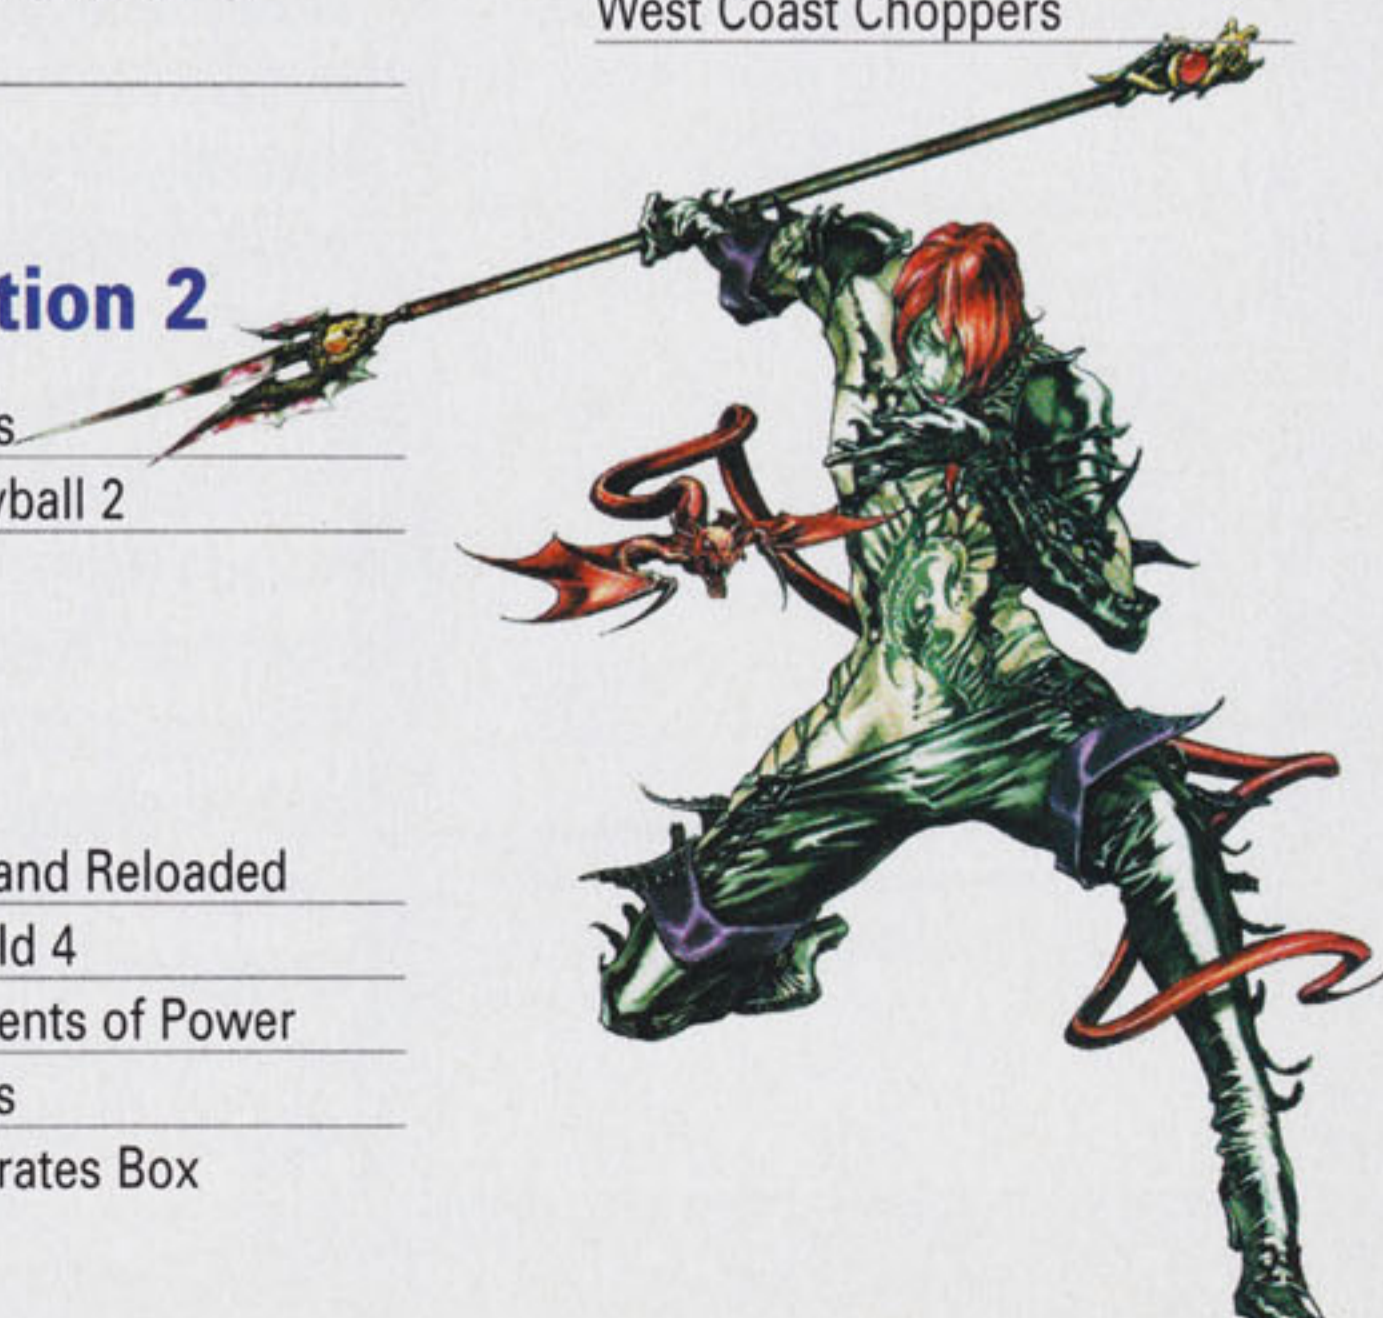 tion 2
s
yball 2
and Reloaded
ld 4
ents of Power
s
rates Box
West Coast Choppers